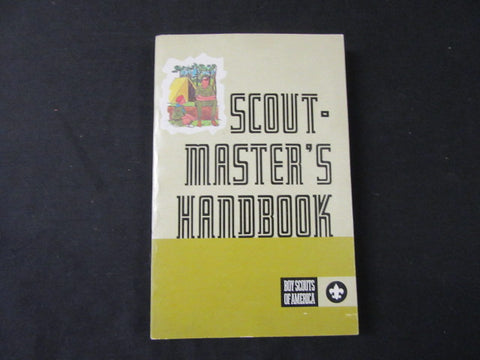 SCOUT-
MASTER'S
HANDBOOK
BOY SCOUTS
OF AMERICA